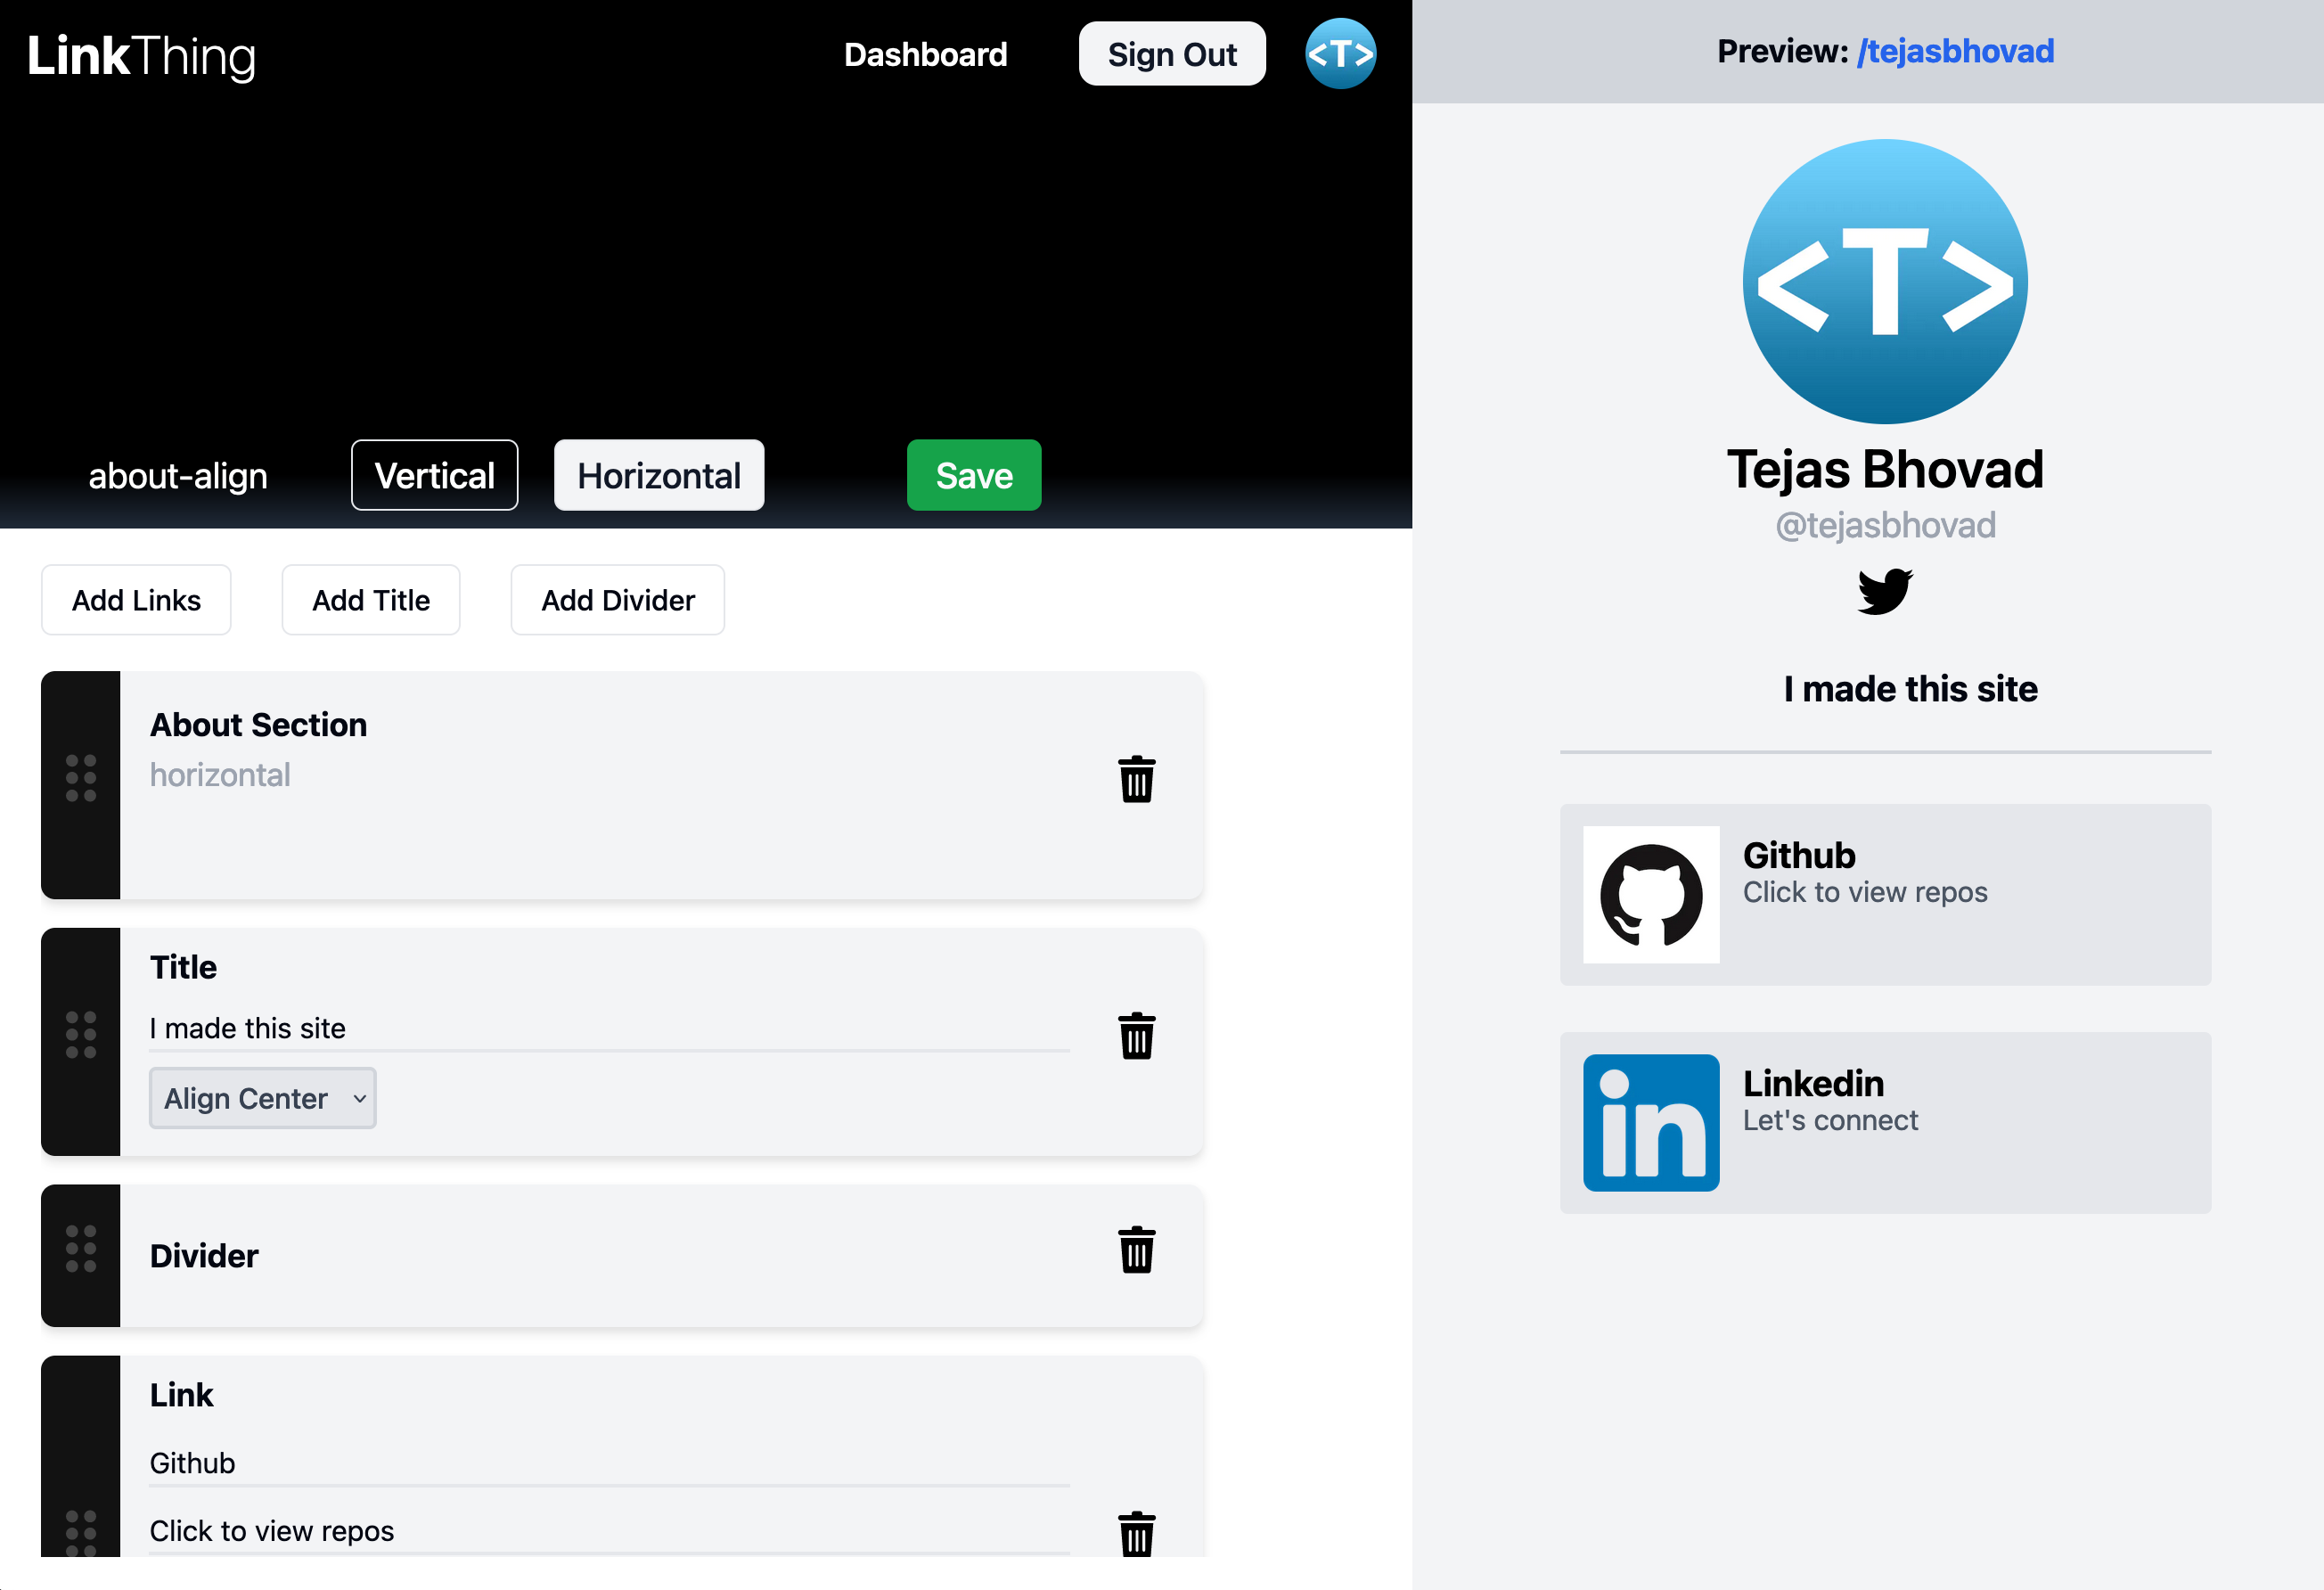 LinkThing
Dashboard
Sign Out
<T>
about-align
Vertical
Horizontal
Save
Add Links
Add Title
Add Divider
About Section
horizontal
Title
I made this site
Align Center
Divider
Link
Github
Click to view repos
Preview: /tejasbhovad
<T>
Tejas Bhovad
@tejasbhovad
I made this site
Github
Click to view repos
in
Linkedin
Let's connect